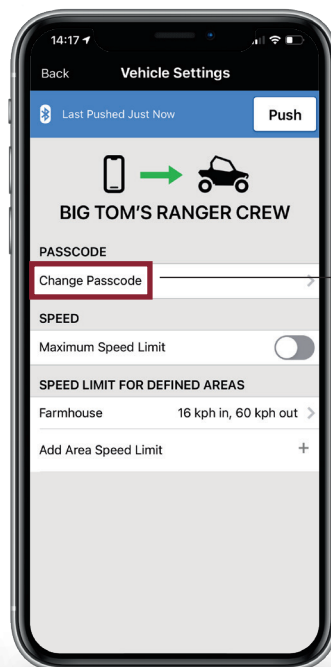 14:17
Back Vehicle Settings
Last Pushed Just Now Push
BIG TOM'S RANGER CREW
PASSCODE
Change Passcode
SPEED
Maximum Speed Limit
SPEED LIMIT FOR DEFINED AREAS
Farmhouse 16 kph in, 60 kph out
Add Area Speed Limit +